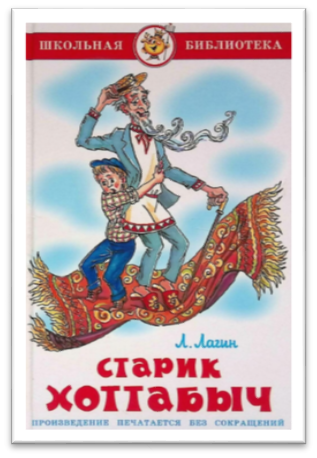 ШКОЛЬНАЯ БИБЛИОТЕКА
Л. Лагин
СТАРИК
ХОТТАБЫЧ
ПРОИЗВЕДЕНИЕ ПЕЧАТАЕТСЯ БЕЗ СОКРАЩЕНИЙ